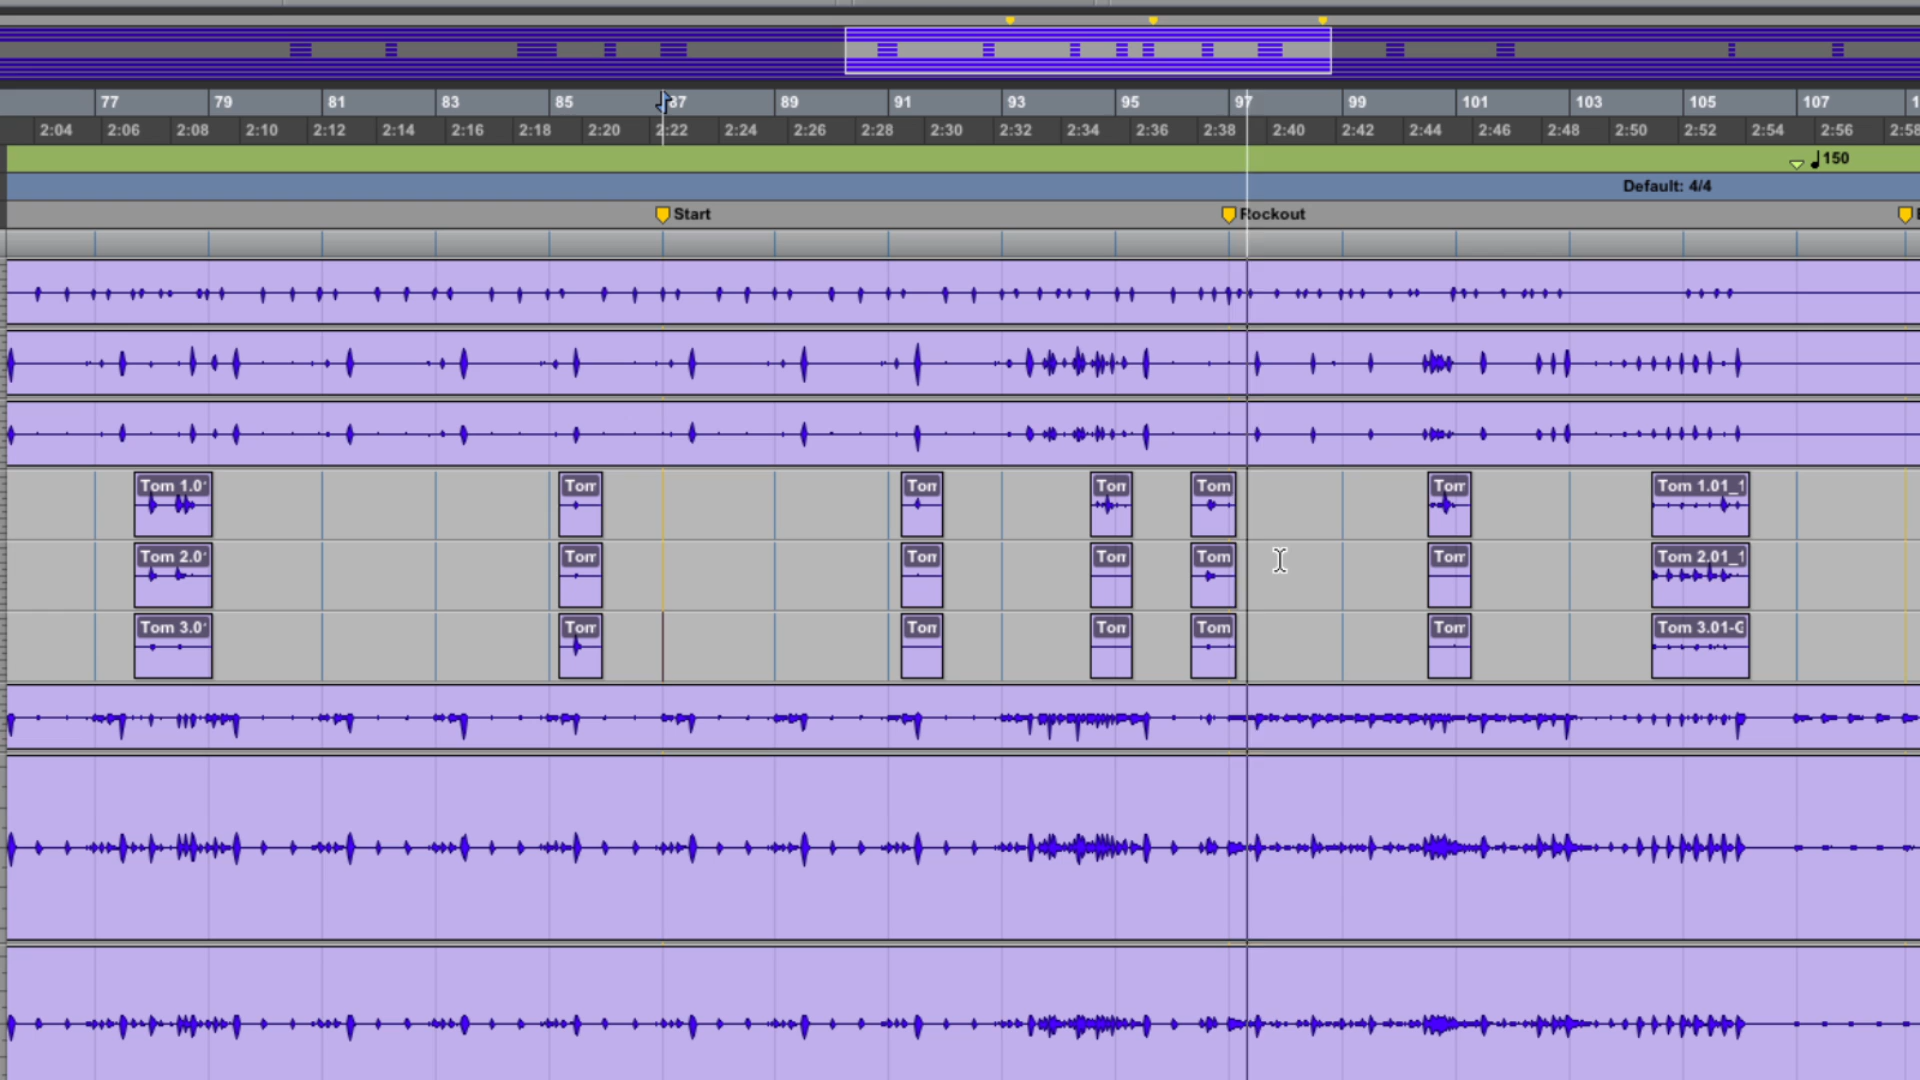 77 79 81 83 85 87 89 91 93 95 97 99 101 103 105 107
2:04 2:06 2:08 2:10 2:12 2:14 2:16 2:18 2:20 2:22 2:24 2:26 2:28 2:30 2:32 2:34 2:36 2:38 2:40 2:42 2:44 2:46 2:48 2:50 2:52 2:54 2:56 2:58
150
Default: 4/4
Start Rockout
Tom 1.0 Tom Tom Tom Tom Tom Tom 1.01_1
Tom 2.0 Tom Tom Tom Tom Tom Tom 2.01_1
Tom 3.0 Tom Tom Tom Tom Tom Tom 3.01-G